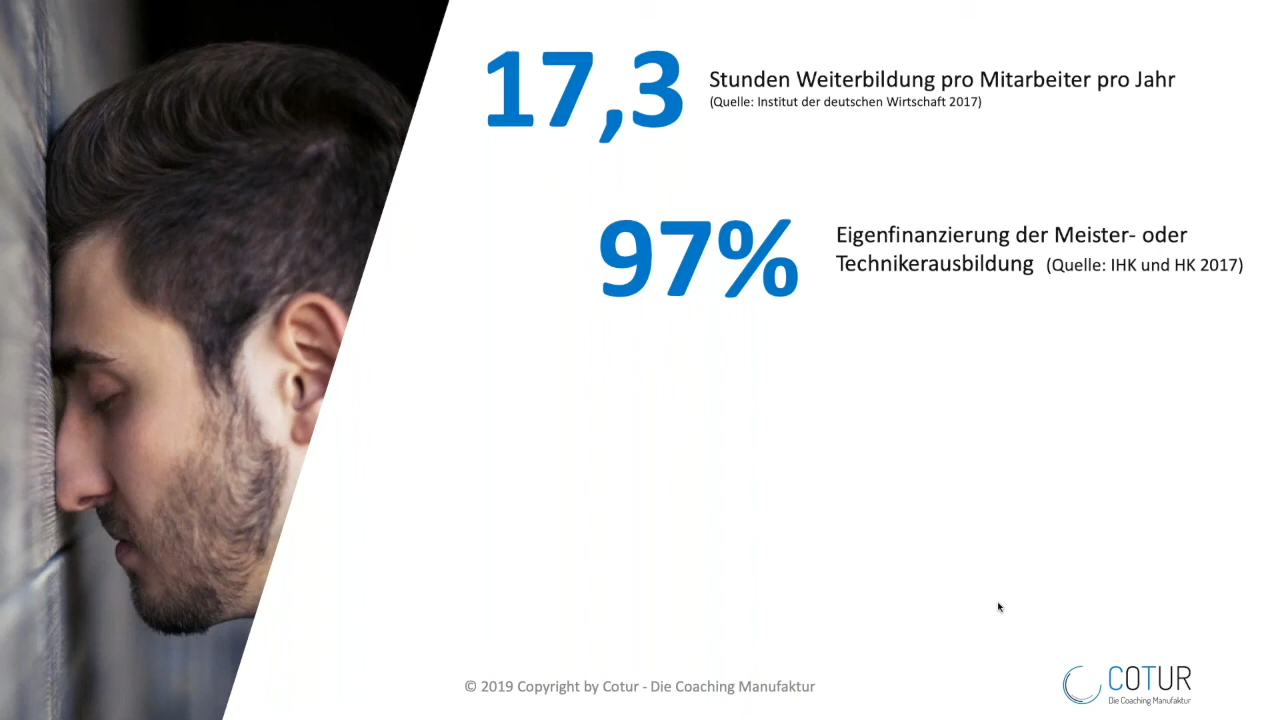 17,3
Stunden Weiterbildung pro Mitarbeiter pro Jahr
(Quelle: Institut der deutschen Wirtschaft 2017)
97%
Eigenfinanzierung der Meister- oder
Technikerausbildung (Quelle: IHK und HK 2017)
© 2019 Copyright by Cotur - Die Coaching Manufaktur
COTUR
Die Coaching Manufaktur